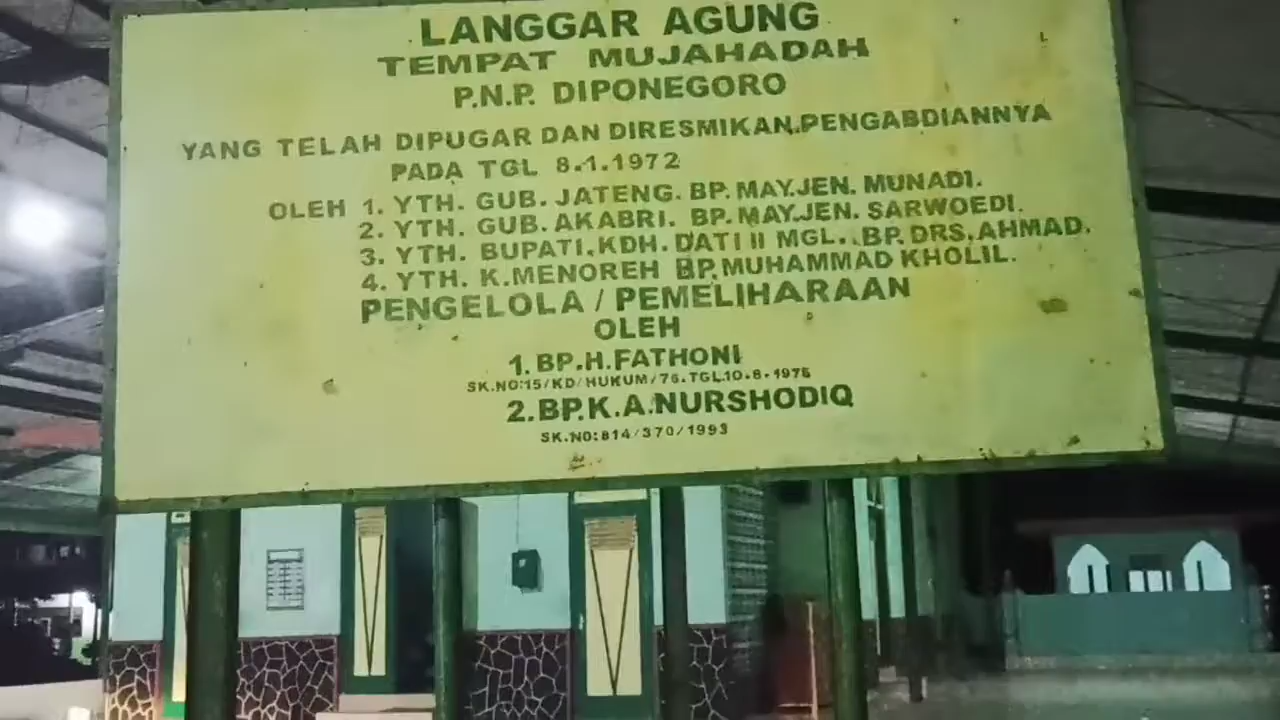 LANGGAR AGUNG
TEMPAT MUJAHADAH
P.N.P. DIPONEGORO
YANG TELAH DIPUGAR DAN DIRESMIKAN.PENGABDIANNYA
PADA TGL 8.1.1972
OLEH 1. YTH. GUB. JATENG. BP. MAY.JEN. MUNADI.
2. YTH. GUB. AKABRI. BP. MAY.JEN. SARWOEDI.
3. YTH. BUPATI.KDH. DATI II MGL. BP. DRS. AHMAD.
4. YTH. K.MENOREH BP. MUHAMMAD KHOLIL.
PENGELOLA / PEMELIHARAAN
OLEH
1. BP.H.FATHONI
SK.NO:15/KD/HUKUM/76.TGL.10.8.1975
2.BP.K.A.NURSHODIQ
SK.NO:814/370/1993